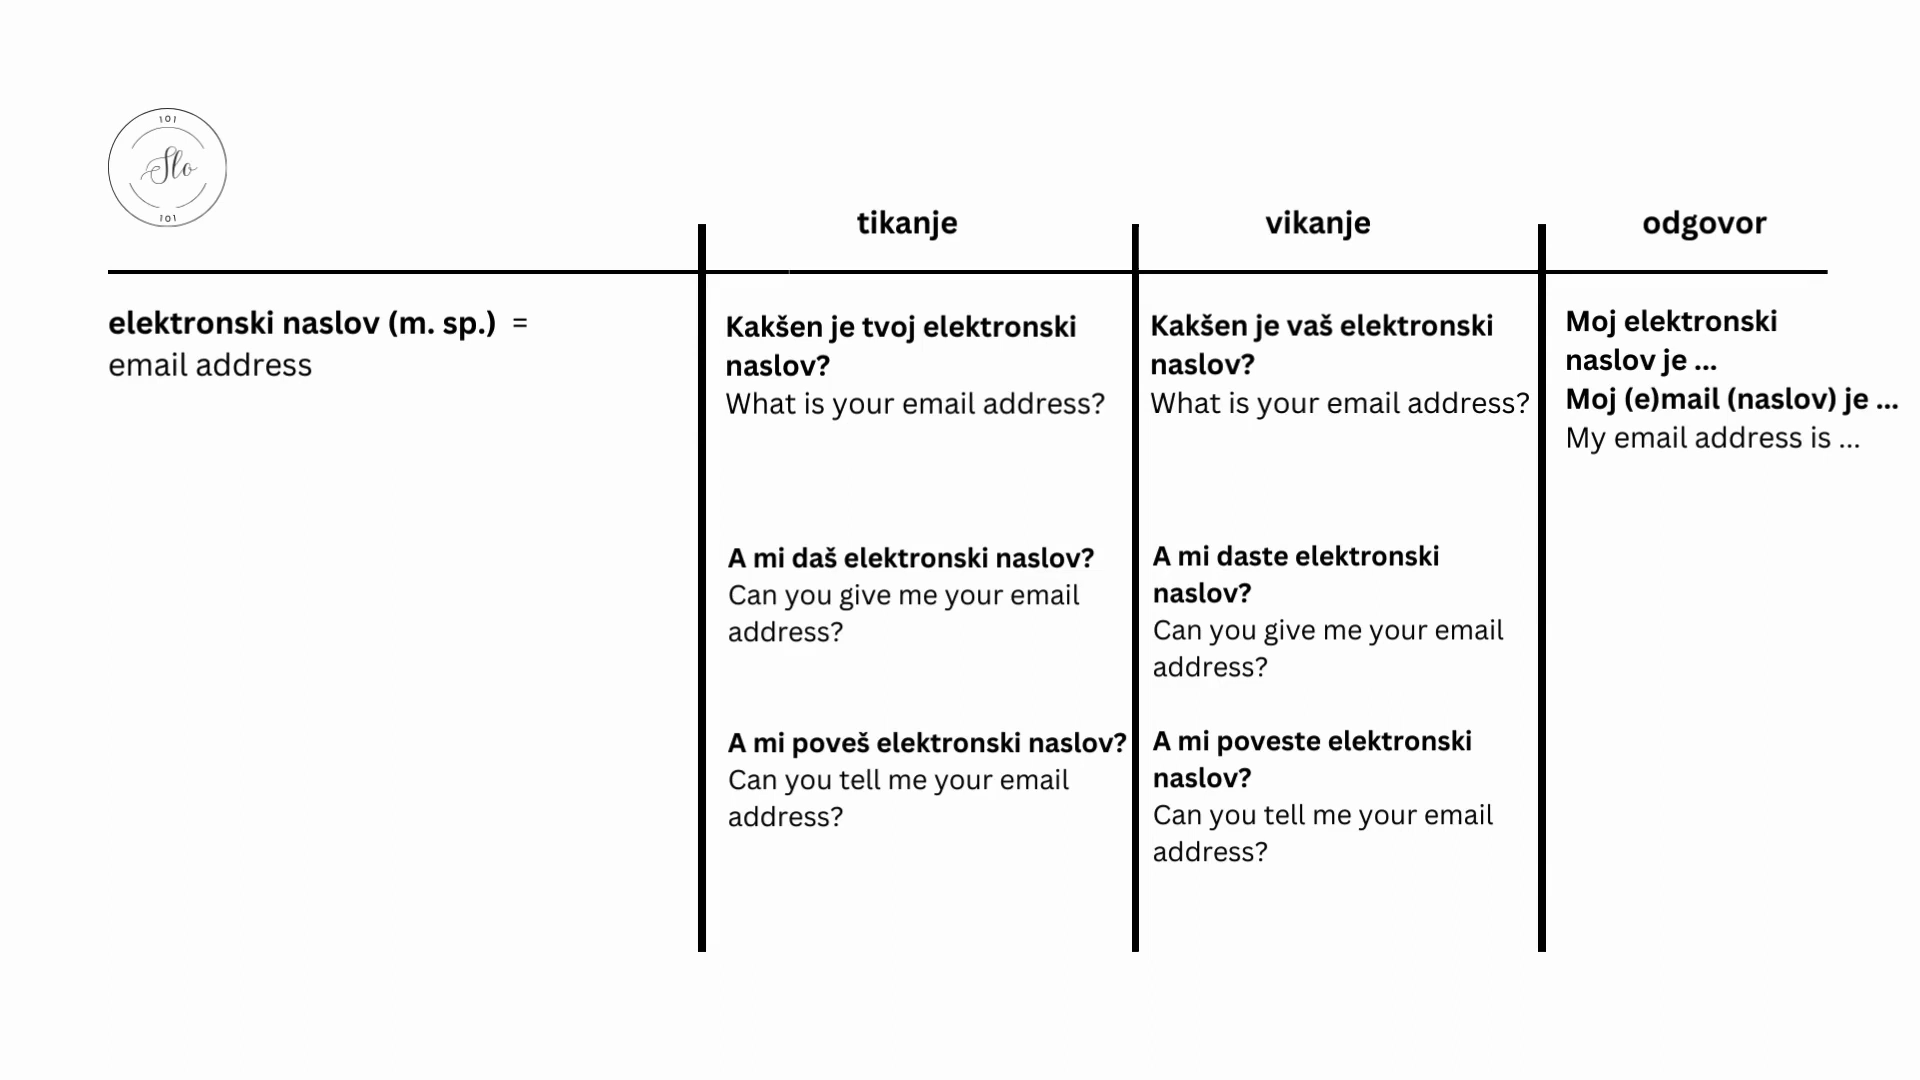 101
Slo
101
tikanje
vikanje
odgovor
elektronski naslov (m. sp.) =
email address
Kakšen je tvoj elektronski
naslov?
What is your email address?
A mi daš elektronski naslov?
Can you give me your email
address?
A mi poveš elektronski naslov?
Can you tell me your email
address?
Kakšen je vaš elektronski
naslov?
What is your email address?
A mi daste elektronski
naslov?
Can you give me your email
address?
A mi poveste elektronski
naslov?
Can you tell me your email
address?
Moj elektronski
naslov je ...
Moj (e)mail (naslov) je ...
My email address is ...